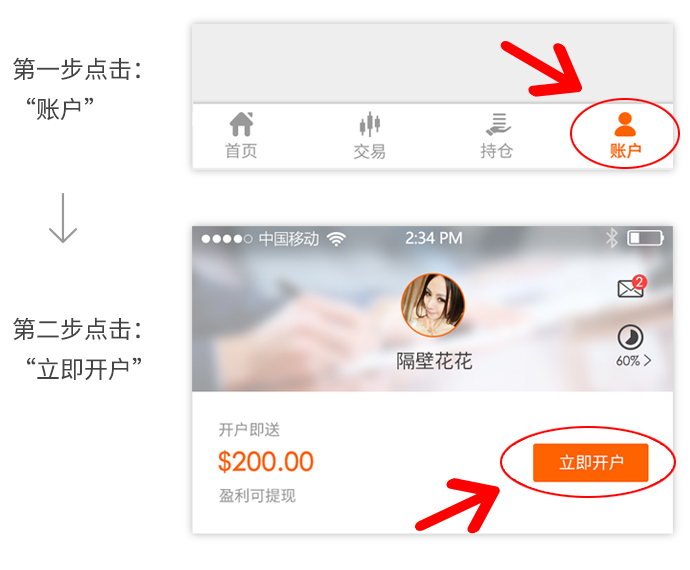 第一步点击：
“账户”
首页
交易
持仓
账户
中国移动
2:34 PM
2
隔壁花花
60%
第二步点击：
“立即开户”
开户即送
$200.00
盈利可提现
立即开户